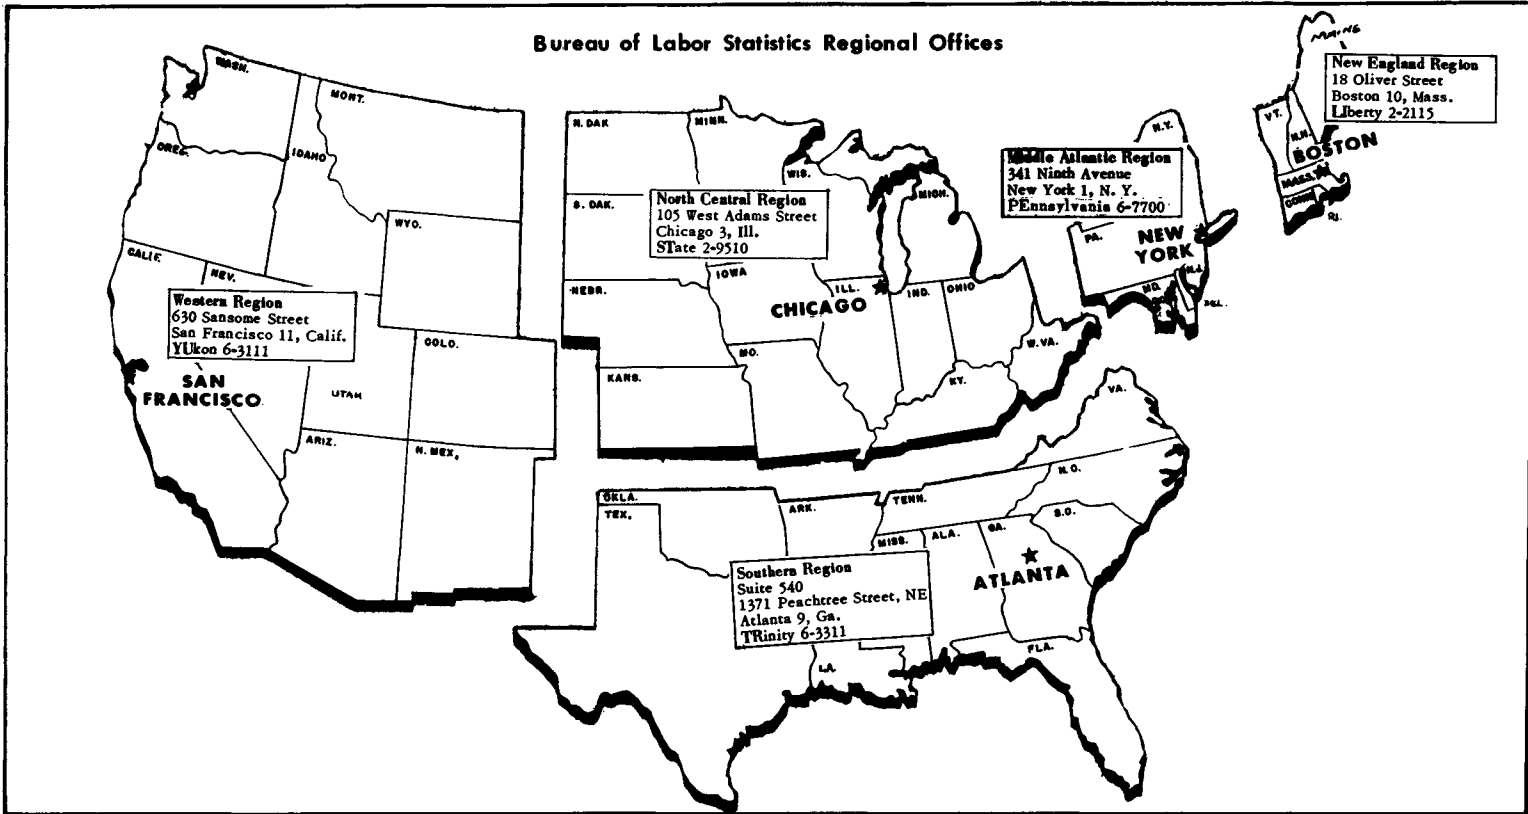 Bureau of Labor Statistics Regional Offices
MAINE
New England Region
18 Oliver Street
Boston 10, Mass.
LIberty 2-2115
VT.
N.H.
BOSTON
MASS.
CONN.
RI.
N.Y.
Middle Atlantic Region
341 Ninth Avenue
New York 1, N. Y.
PEnnsylvania 6-7700
PA.
NEW
YORK
N.J.
MD.
DEL.
WASH.
MONT.
OREG.
IDAHO
WYO.
CALIF.
NEV.
Western Region
630 Sansome Street
San Francisco 11, Calif.
YUkon 6-3111
SAN
FRANCISCO
UTAH
COLO.
ARIZ.
N. MEX.
N. DAK
MINN.
WIS.
MICH.
S. DAK.
North Central Region
105 West Adams Street
Chicago 3, Ill.
STate 2-9510
NEBR.
IOWA
ILL.
IND.
OHIO
CHICAGO
KANS.
MO.
KY.
W. VA.
VA.
OKLA.
TEX.
ARK.
TENN.
N. C.
MISS.
ALA.
GA.
S.C.
Southern Region
Suite 540
1371 Peachtree Street, NE
Atlanta 9, Ga.
TRinity 6-3311
ATLANTA
LA.
FLA.